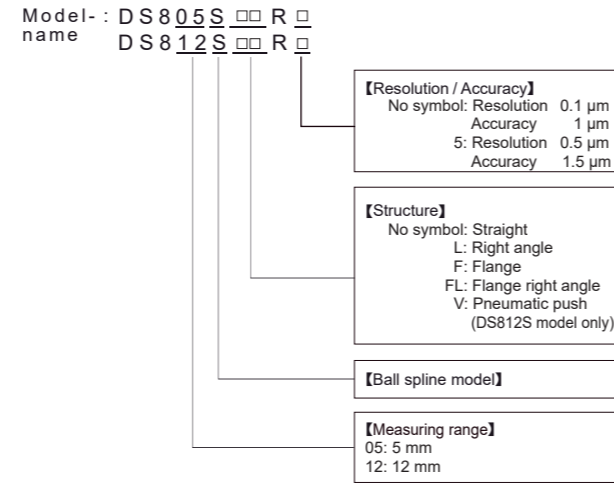 Model- : DS805S □□ R □
name DS812S □□ R □
【Resolution / Accuracy】
No symbol: Resolution 0.1 µm
Accuracy 1 µm
5: Resolution 0.5 µm
Accuracy 1.5 µm
【Structure】
No symbol: Straight
L: Right angle
F: Flange
FL: Flange right angle
V: Pneumatic push
(DS812S model only)
【Ball spline model】
【Measuring range】
05: 5 mm
12: 12 mm